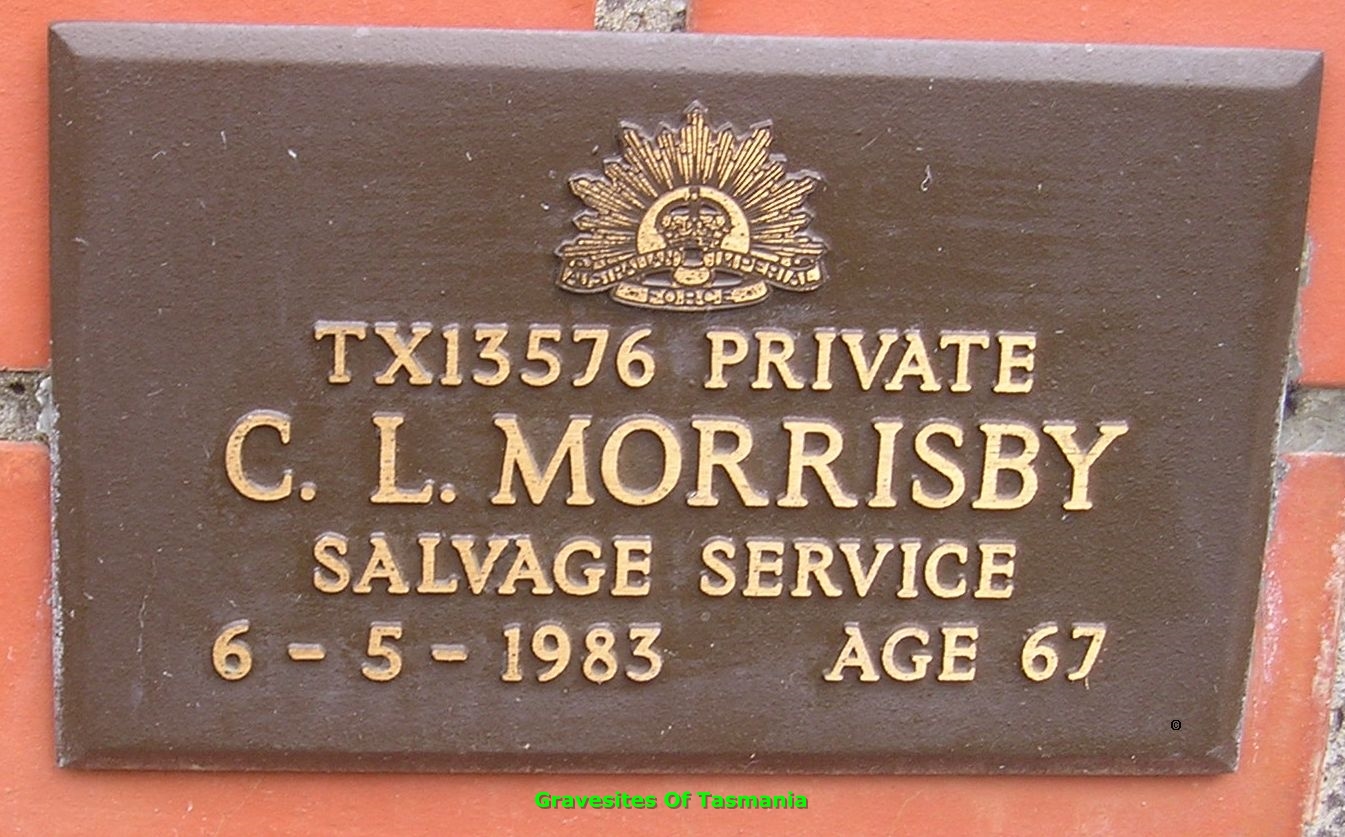 AUSTRALIAN IMPERIAL
FORCE
TX13576 PRIVATE
C. L. MORRISBY
SALVAGE SERVICE
6 - 5 - 1983 AGE 67
©
Gravesites Of Tasmania